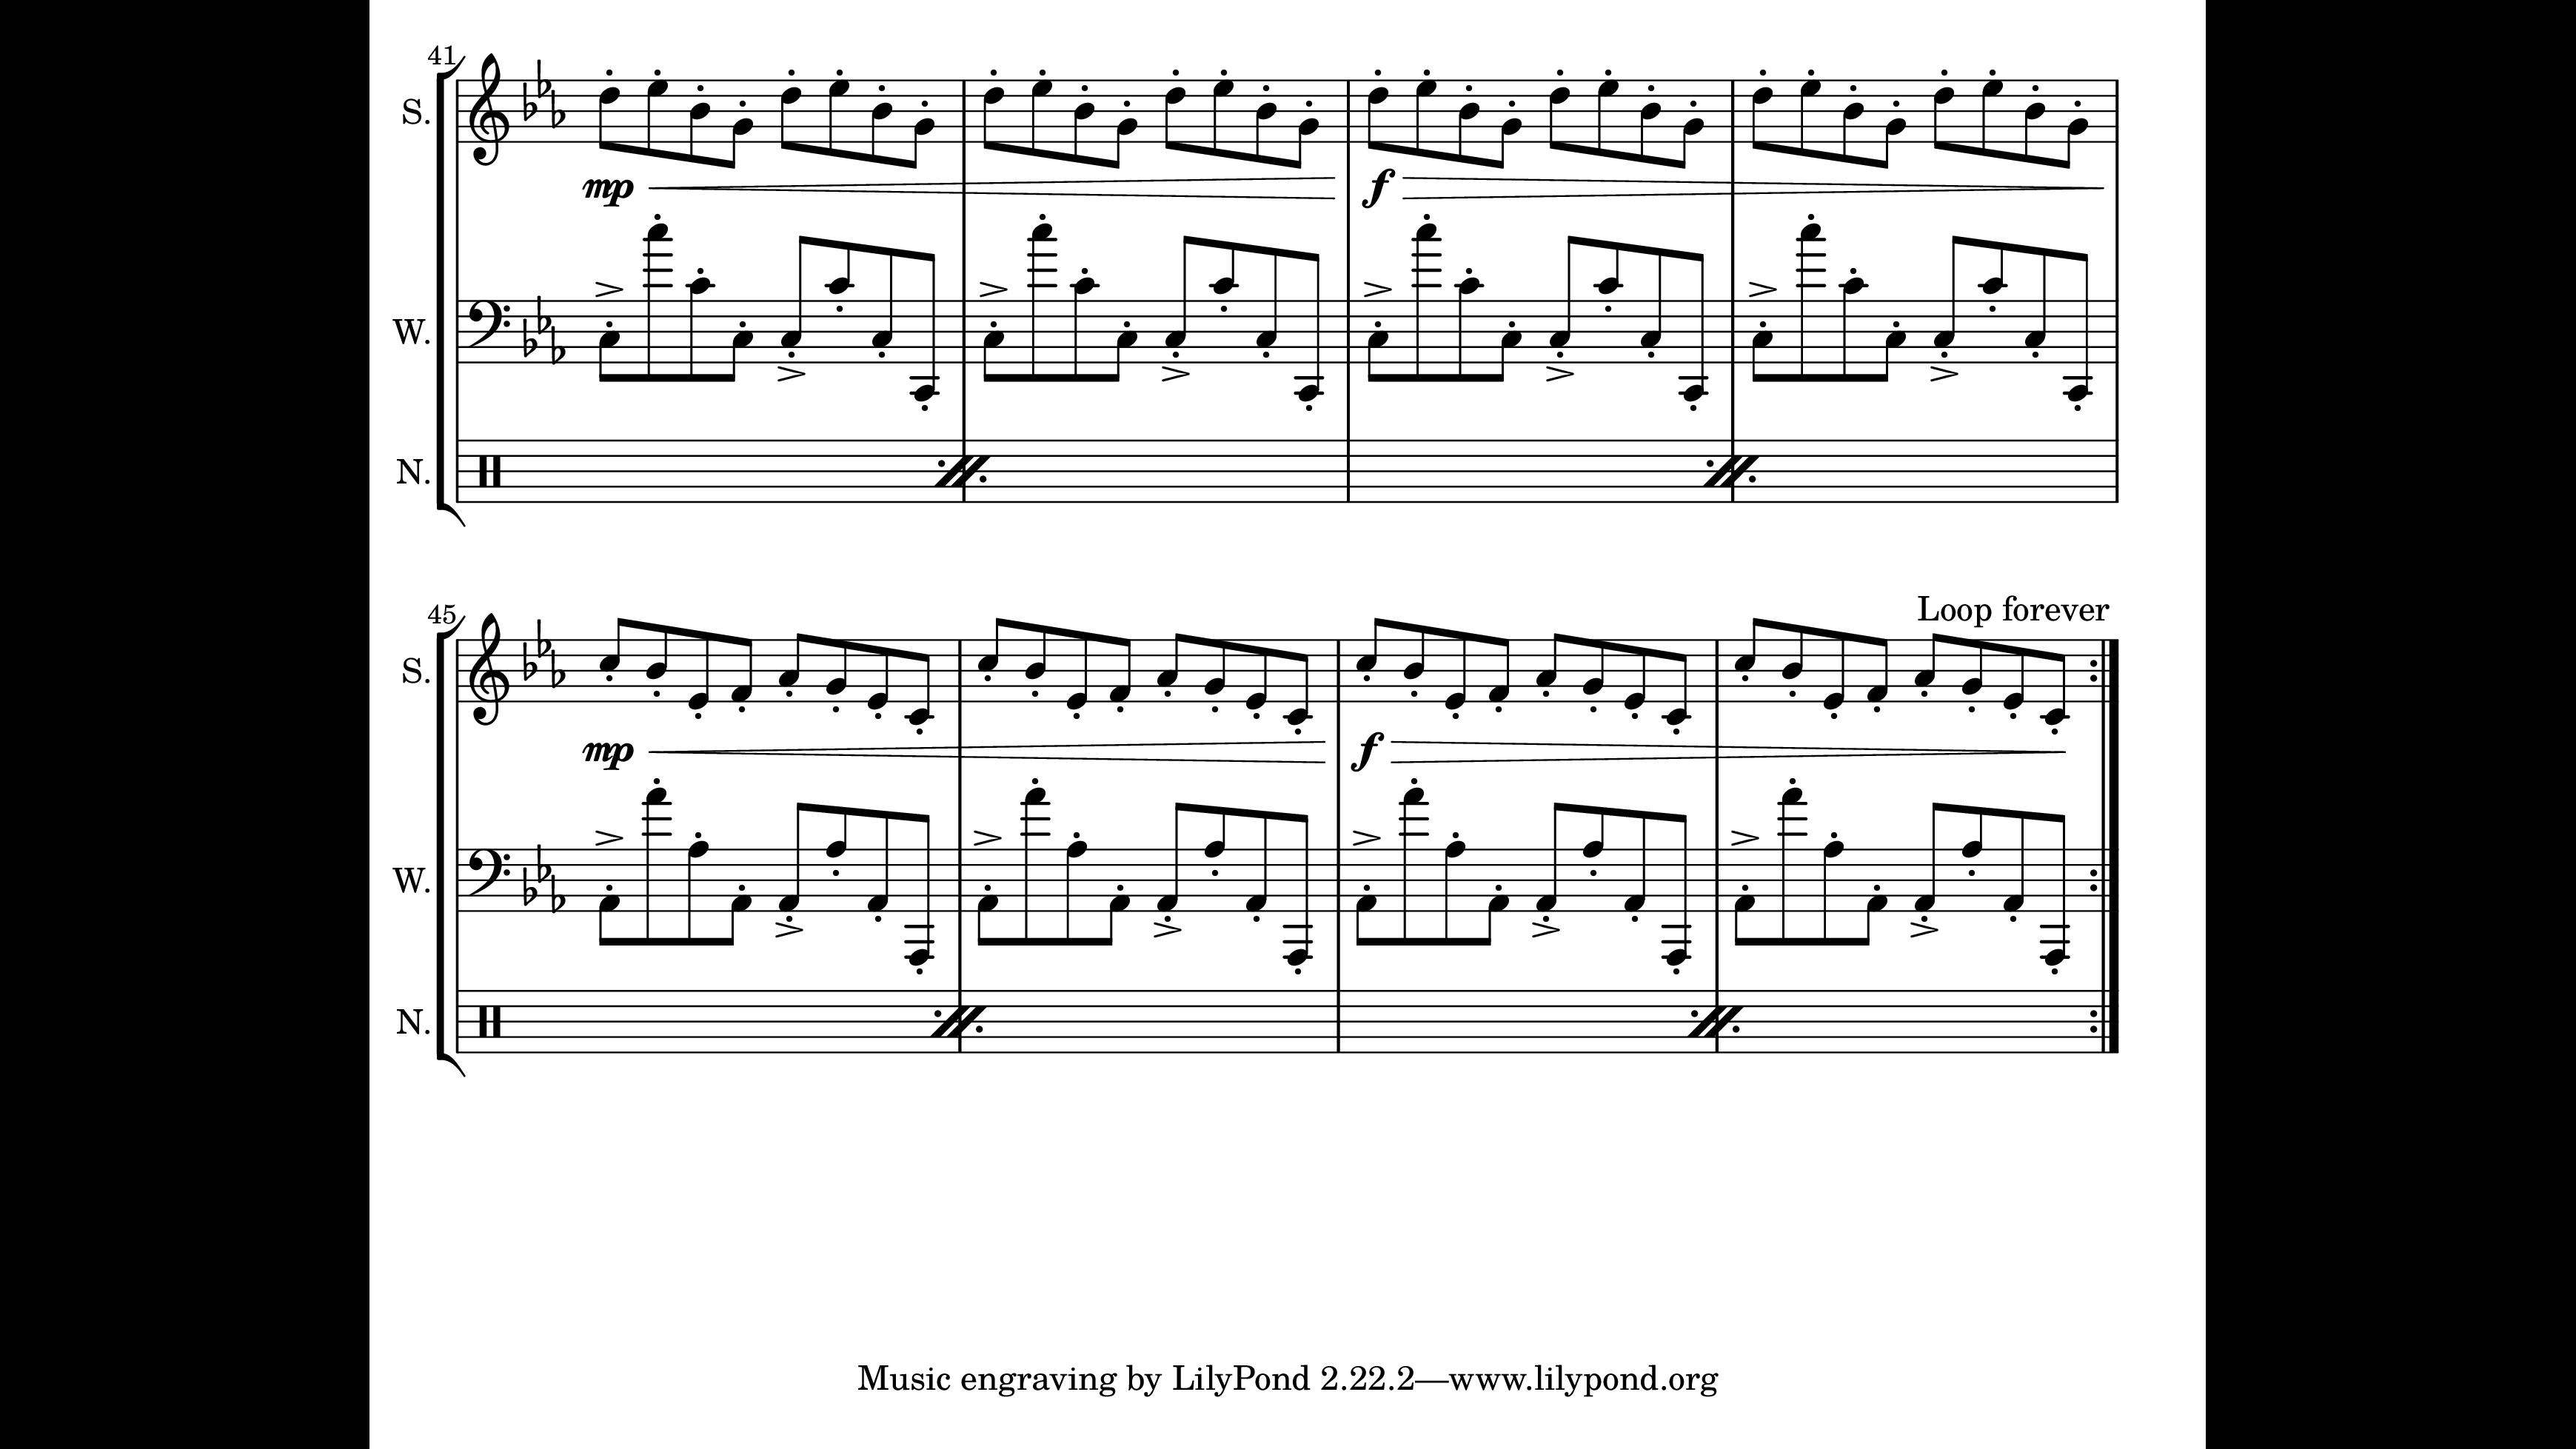 41
S.
mp f
W.
N.
Loop forever
45
S.
mp f
W.
N.
Music engraving by LilyPond 2.22.2—www.lilypond.org